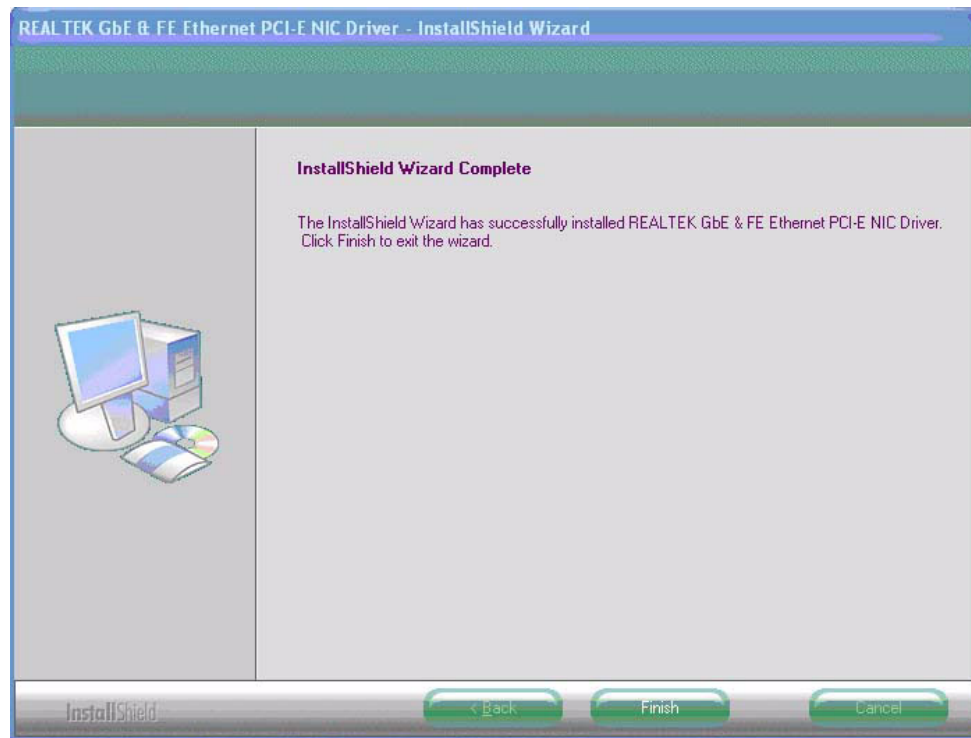 REALTEK GbE & FE Ethernet PCI-E NIC Driver - InstallShield Wizard
InstallShield Wizard Complete
The InstallShield Wizard has successfully installed REALTEK GbE & FE Ethernet PCI-E NIC Driver.
Click Finish to exit the wizard.
InstallShield
< Back
Finish
Cancel